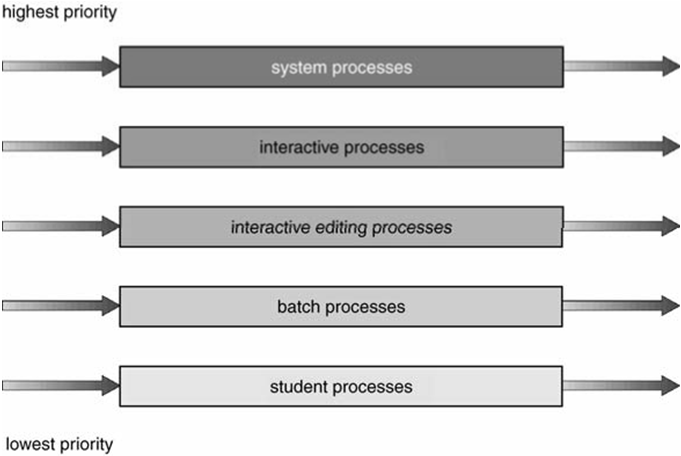 highest priority
system processes
interactive processes
interactive editing processes
batch processes
student processes
lowest priority